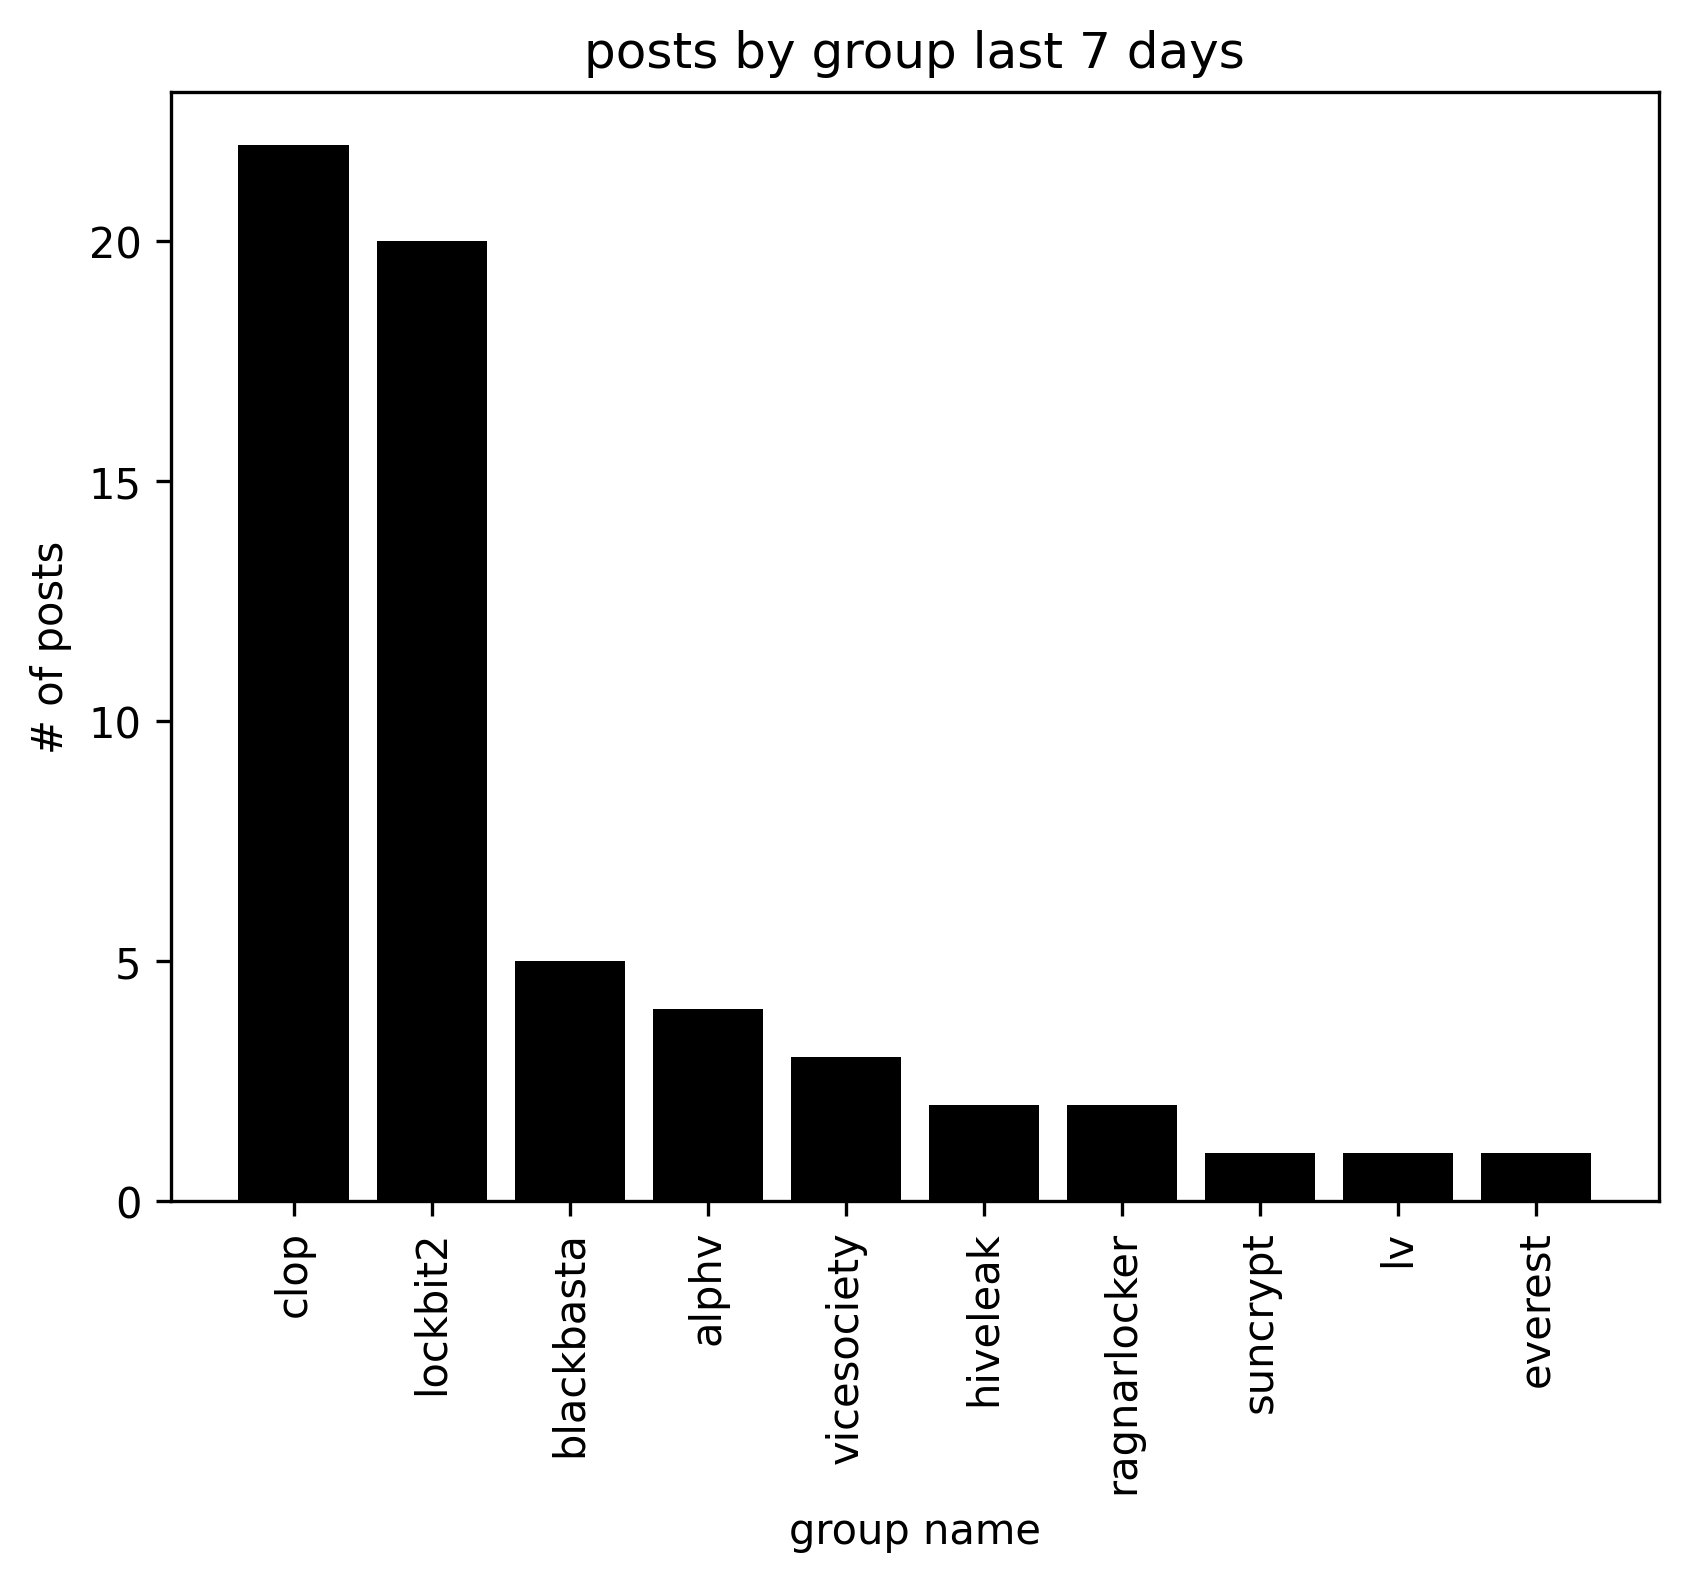 posts by group last 7 days
# of posts
20
15
10
5
0
clop
lockbit2
blackbasta
alphv
vicesociety
hiveleak
ragnarlocker
suncrypt
lv
everest
group name